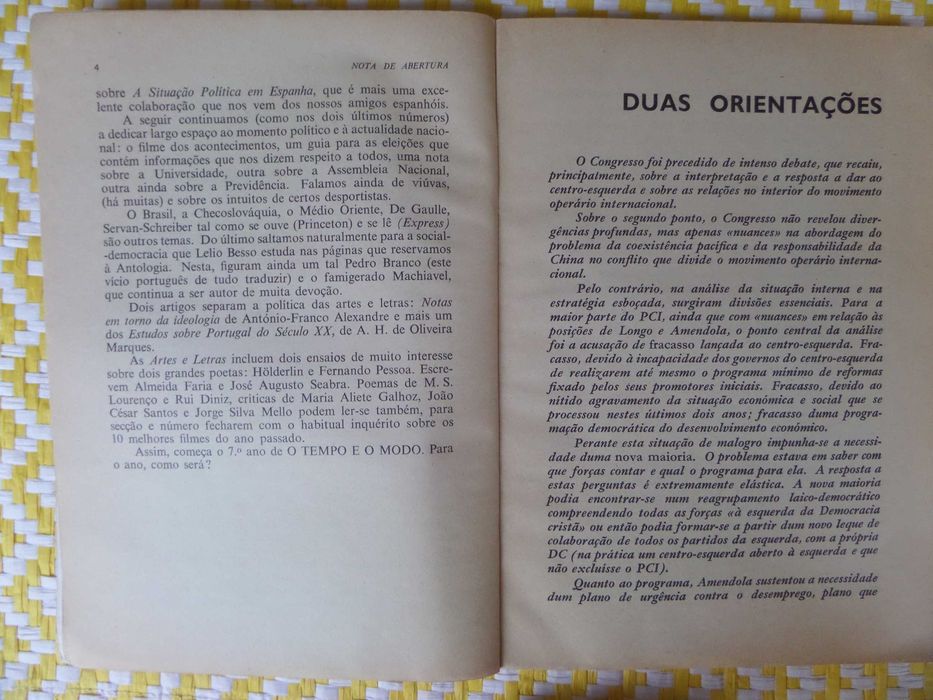 4
NOTA DE ABERTURA
sobre A Situação Política em Espanha, que é mais uma exce-
lente colaboração que nos vem dos nossos amigos espanhóis.
A seguir continuamos (como nos dois últimos números)
a dedicar largo espaço ao momento político e à actualidade nacio-
nal: o filme dos acontecimentos, um guia para as eleições que
contém informações que nos dizem respeito a todos, uma nota
sobre a Universidade, outra sobre a Assembleia Nacional,
outra ainda sobre a Previdência. Falamos ainda de viúvas,
(há muitas) e sobre os intuitos de certos desportistas.
O Brasil, a Checoslováquia, o Médio Oriente, De Gaulle,
Servan-Schreiber tal como se ouve (Princeton) e se lê (Express)
são outros temas. Do último saltamos naturalmente para a social-
-democracia que Lelio Besso estuda nas páginas que reservamos
à Antologia. Nesta, figuram ainda um tal Pedro Branco (este
vício português de tudo traduzir) e o famigerado Machiavel,
que continua a ser autor de muita devoção.
Dois artigos separam a política das artes e letras: Notas
em torno da ideologia de António-Franco Alexandre e mais um
dos Estudos sobre Portugal do Século XX, de A. H. de Oliveira
Marques.
As Artes e Letras incluem dois ensaios de muito interesse
sobre dois grandes poetas: Hölderlin e Fernando Pessoa. Escre-
vem Almeida Faria e José Augusto Seabra. Poemas de M. S.
Lourenço e Rui Diniz, críticas de Maria Aliete Galhoz, João
César Santos e Jorge Silva Mello podem ler-se também, para
secção e número fecharem com o habitual inquérito sobre os
10 melhores filmes do ano passado.
Assim, começa o 7.º ano de O TEMPO E O MODO. Para
o ano, como será?
DUAS ORIENTAÇÕES
O Congresso foi precedido de intenso debate, que recaiu,
principalmente, sobre a interpretação e a resposta a dar ao
centro-esquerda e sobre as relações no interior do movimento
operário internacional.
Sobre o segundo ponto, o Congresso não revelou diver-
gências profundas, mas apenas «nuances» na abordagem do
problema da coexistência pacífica e da responsabilidade da
China no conflito que divide o movimento operário interna-
cional.
Pelo contrário, na análise da situação interna e na
estratégia esboçada, surgiram divisões essenciais. Para a
maior parte do PCI, ainda que com «nuances» em relação às
posições de Longo e Amendola, o ponto central da análise
foi a acusação de fracasso lançada ao centro-esquerda. Fra-
casso, devido à incapacidade dos governos do centro-esquerda
de realizarem até mesmo o programa mínimo de reformas
fixado pelos seus promotores iniciais. Fracasso, devido ao
nítido agravamento da situação económica e social que se
processou nestes últimos dois anos; fracasso duma progra-
mação democrática do desenvolvimento económico.
Perante esta situação de malogro impunha-se a necessi-
dade duma nova maioria. O problema estava em saber com
que forças contar e qual o programa para ela. A resposta a
estas perguntas é extremamente elástica. A nova maioria
podia encontrar-se num reagrupamento laico-democrático
compreendendo todas as forças «à esquerda da Democracia
cristã» ou então podia formar-se a partir dum novo leque de
colaboração de todos os partidos da esquerda, com a própria
DC (na prática um centro-esquerda aberto à esquerda e que
não excluísse o PCI).
Quanto ao programa, Amendola sustentou a necessidade
dum plano de urgência contra o desemprego, plano que